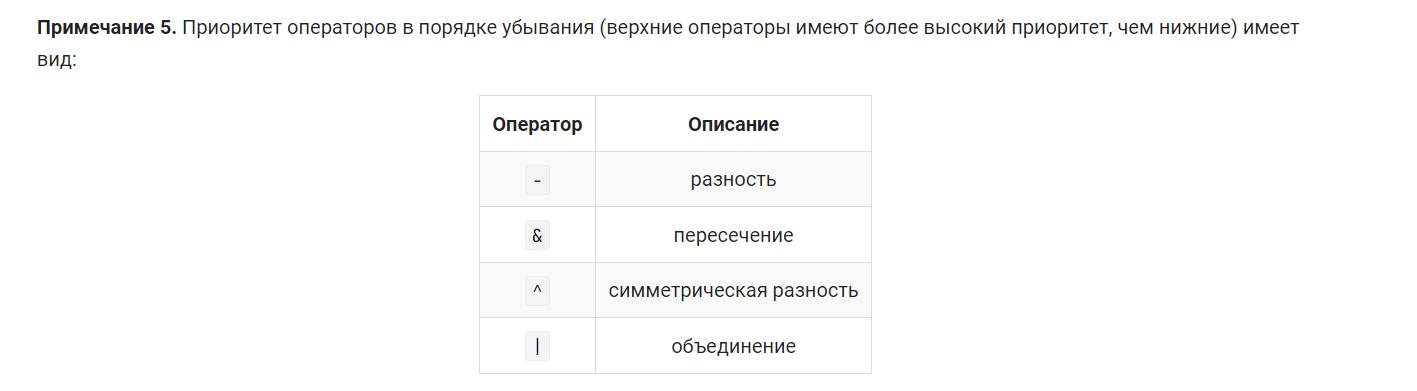 Примечание 5. Приоритет операторов в порядке убывания (верхние операторы имеют более высокий приоритет, чем нижние) имеет
вид:
Оператор Описание
- разность
& пересечение
^ симметрическая разность
| объединение